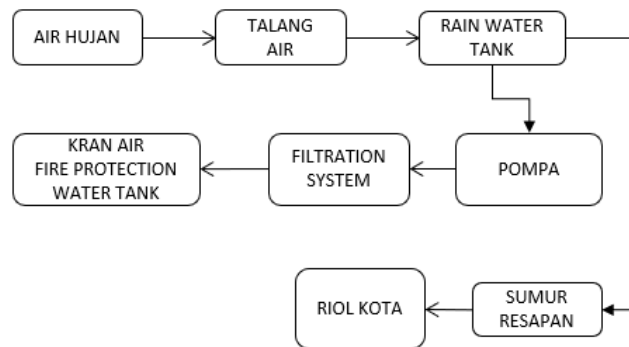 AIR HUJAN
TALANG
AIR
RAIN WATER
TANK
KRAN AIR
FIRE PROTECTION
WATER TANK
FILTRATION
SYSTEM
POMPA
RIOL KOTA
SUMUR
RESAPAN